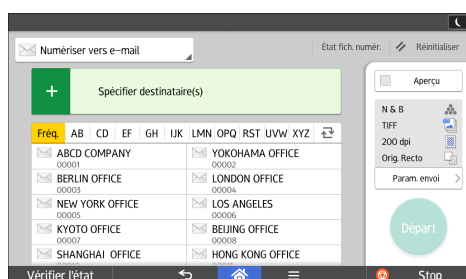 Numériser vers e-mail
État fich. numér.
Réinitialiser
Spécifier destinataire(s)
Aperçu
Fréq. AB CD EF GH IJK LMN OPQ RST UVW XYZ
ABCD COMPANY
00001
YOKOHAMA OFFICE
00002
BERLIN OFFICE
00003
LONDON OFFICE
00004
NEW YORK OFFICE
00005
LOS ANGELES
00006
KYOTO OFFICE
00007
BEIJING OFFICE
00008
SHANGHAI OFFICE
HONG KONG OFFICE
N & B
TIFF
200 dpi
Orig. Recto
Param. envoi
Départ
Vérifier l'état
Stop